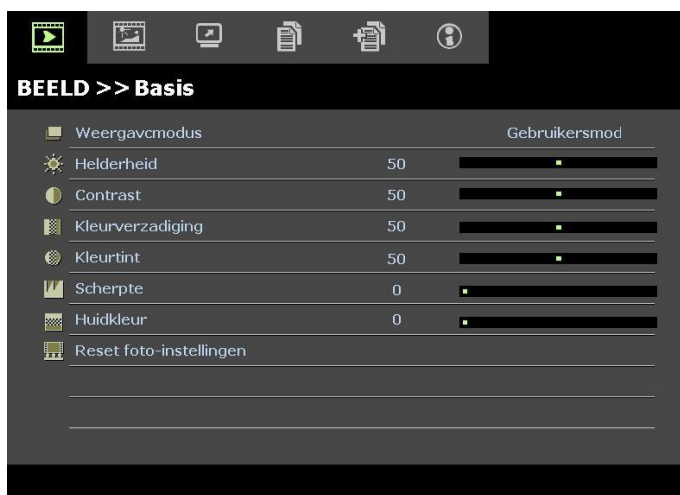 BEELD >> Basis
Weergavcmodus Gebruikersmod
Helderheid 50
Contrast 50
Kleurverzadiging 50
Kleurtint 50
Scherpte 0
Huidkleur 0
Reset foto-instellingen